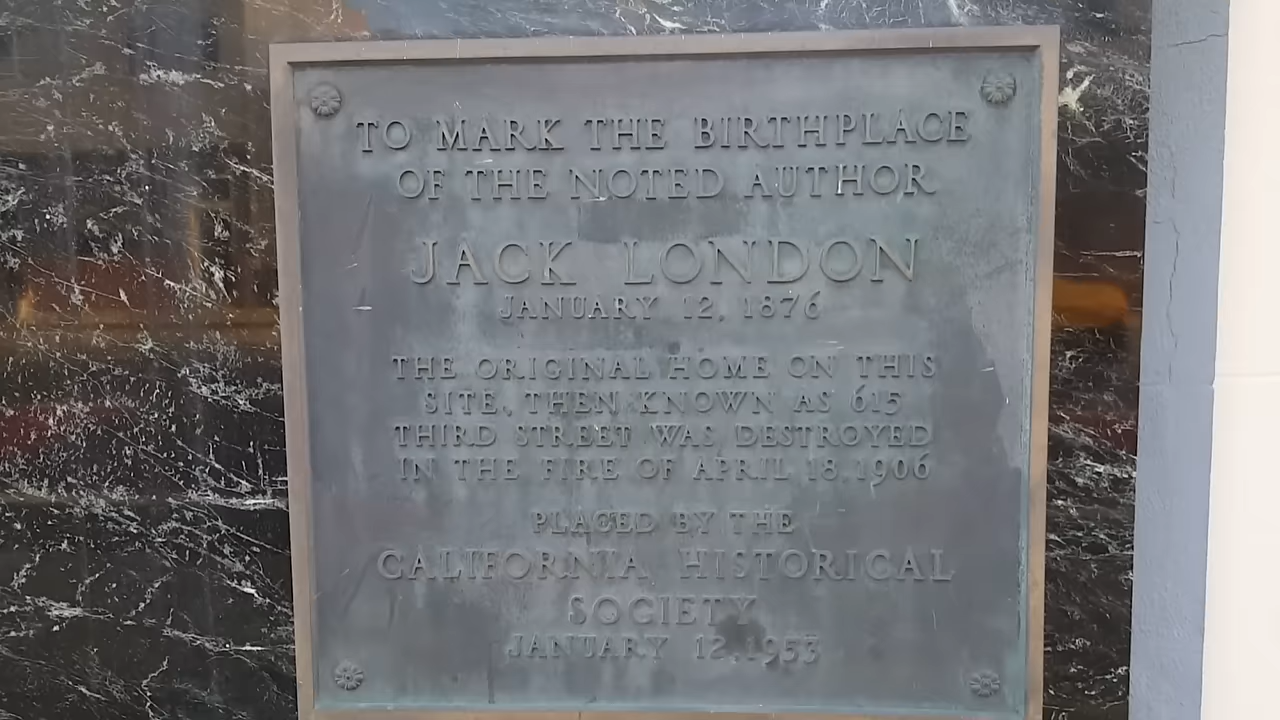 TO MARK THE BIRTHPLACE
OF THE NOTED AUTHOR
JACK LONDON
JANUARY 12, 1876
THE ORIGINAL HOME ON THIS
SITE, THEN KNOWN AS 615
THIRD STREET WAS DESTROYED
IN THE FIRE OF APRIL 18, 1906
PLACED BY THE
CALIFORNIA HISTORICAL
SOCIETY
JANUARY 12, 1953